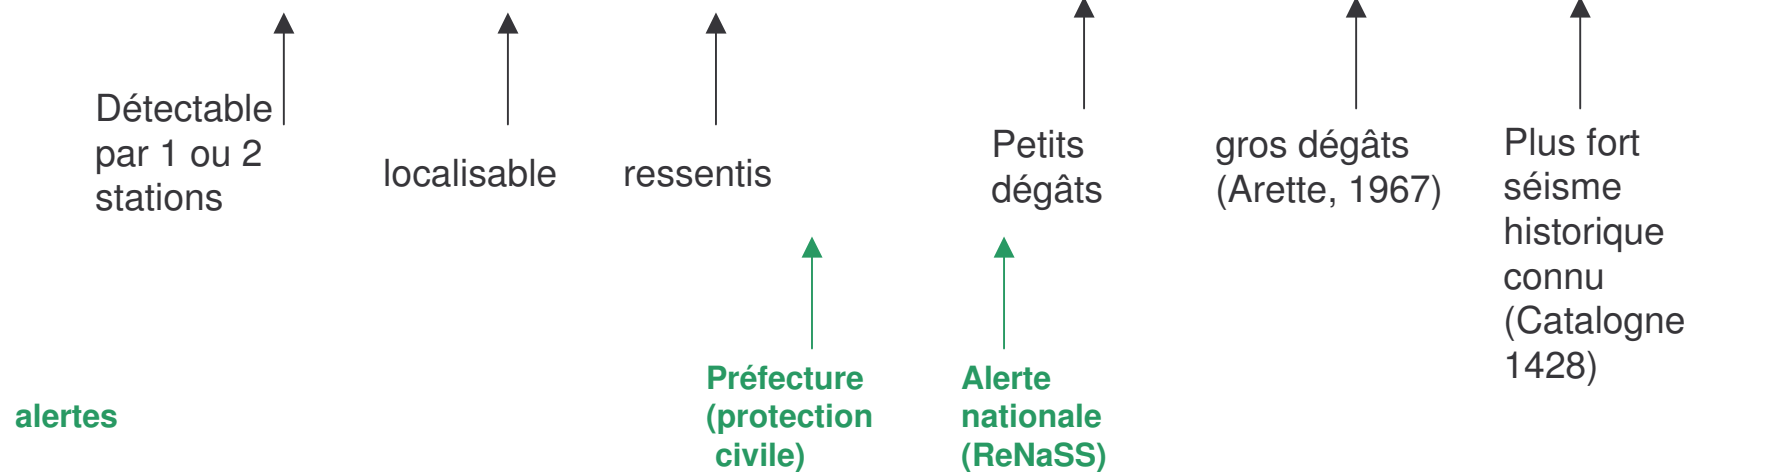 Détectable
par 1 ou 2
stations
localisable
ressentis
Petits
dégâts
gros dégâts
(Arette, 1967)
Plus fort
séisme
historique
connu
(Catalogne
1428)
alertes
Préfecture
(protection
civile)
Alerte
nationale
(ReNaSS)